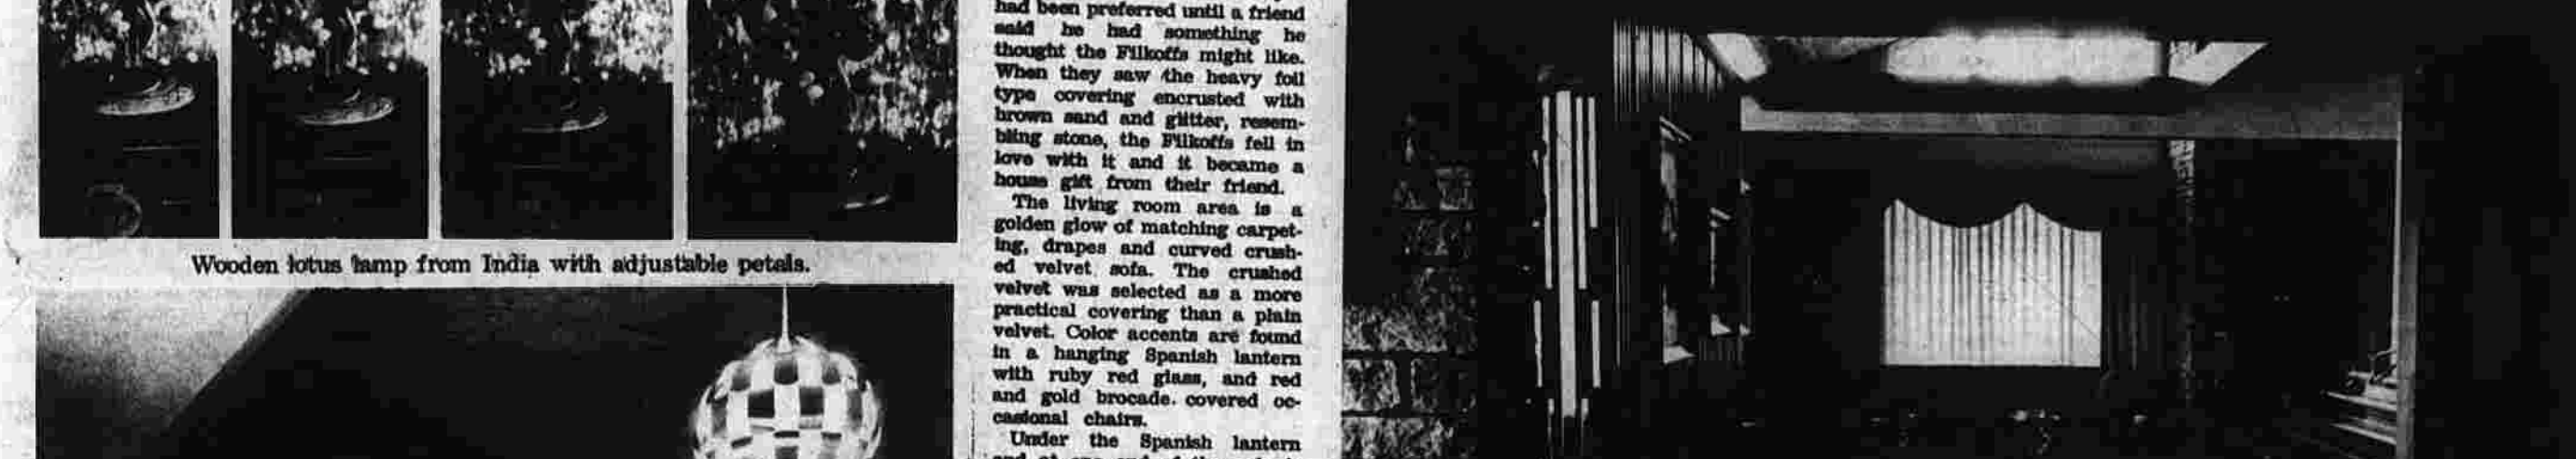 Wooden lotus lamp from India with adjustable petals.
had been preferred until a friend
said he had something he
thought the Filkoffs might like.
When they saw the heavy foil
type covering encrusted with
brown sand and glitter, resem-
bling stone, the Filkoffs fell in
love with it and it became a
house gift from their friend.
The living room area is a
golden glow of matching carpet-
ing, drapes and curved crush-
ed velvet sofa. The crushed
velvet was selected as a more
practical covering than a plain
velvet. Color accents are found
in a hanging Spanish lantern
with ruby red glass, and red
and gold brocade. covered oc-
casional chairs.
Under the Spanish lantern